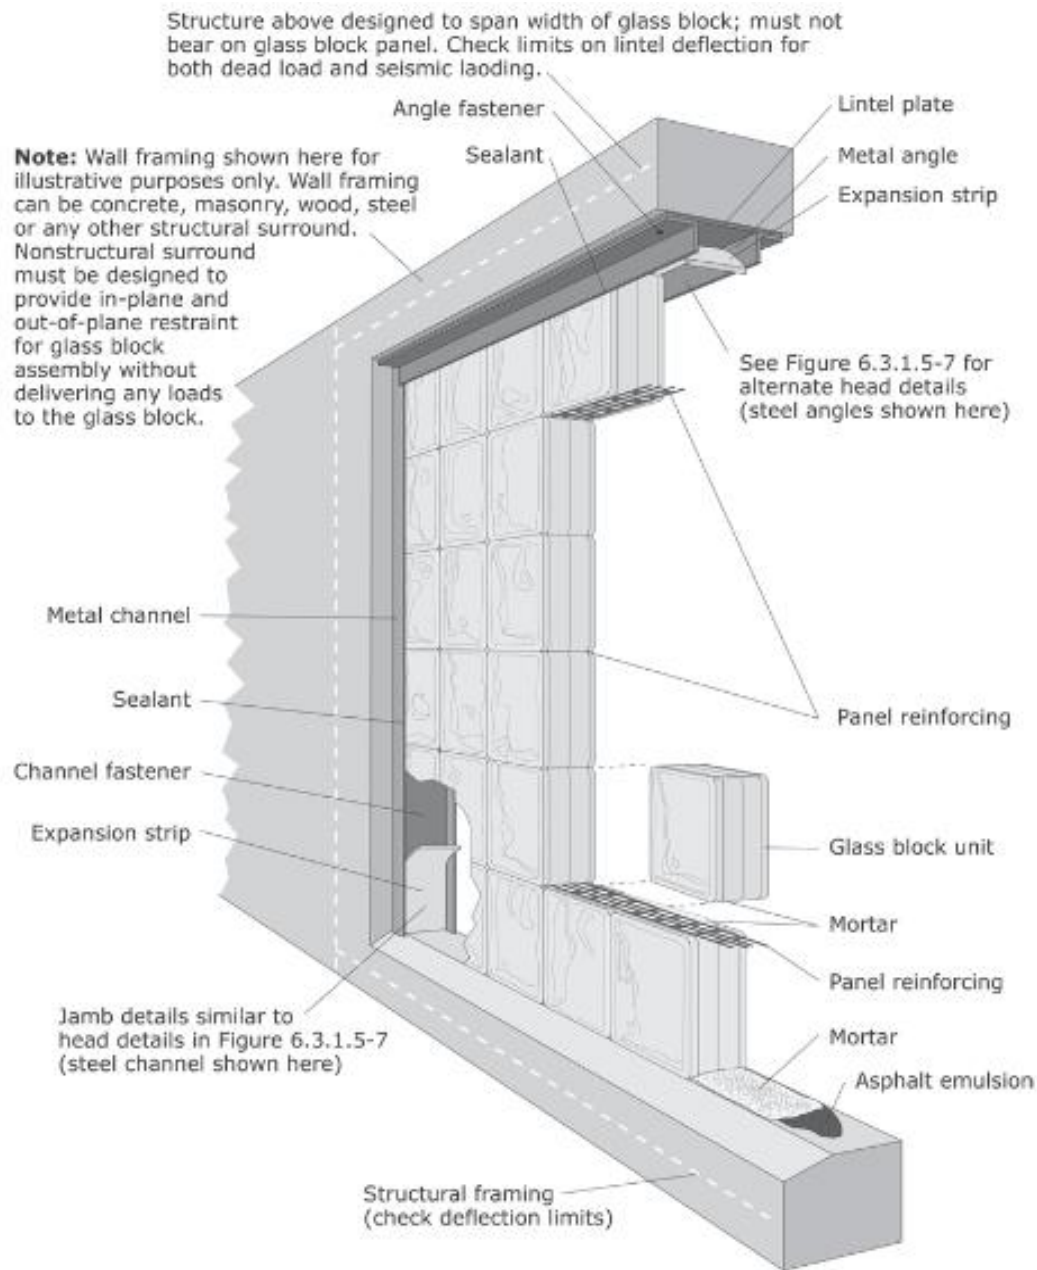 Structure above designed to span width of glass block; must not
bear on glass block panel. Check limits on lintel deflection for
both dead load and seismic laoding.
Angle fastener
Lintel plate
Note: Wall framing shown here for
illustrative purposes only. Wall framing
can be concrete, masonry, wood, steel
or any other structural surround.
Nonstructural surround
must be designed to
provide in-plane and
out-of-plane restraint
for glass block
assembly without
delivering any loads
to the glass block.
Sealant
Metal angle
Expansion strip
See Figure 6.3.1.5-7 for
alternate head details
(steel angles shown here)
Metal channel
Sealant
Panel reinforcing
Channel fastener
Expansion strip
Glass block unit
Mortar
Panel reinforcing
Jamb details similar to
head details in Figure 6.3.1.5-7
(steel channel shown here)
Mortar
Asphalt emulsion
Structural framing
(check deflection limits)